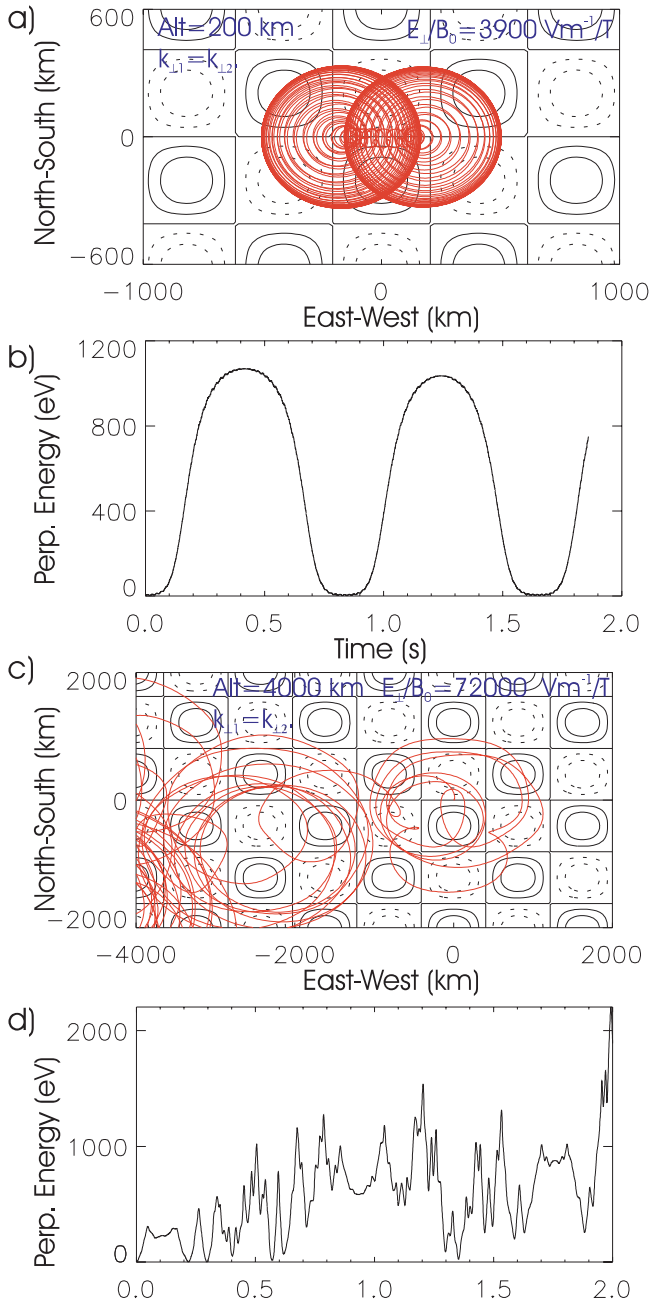 a)
Alt=200 km E⊥/B₀=3900 Vm⁻¹/T
k⊥1=k⊥2.
600
0
−600
North-South (km)
−1000 0 1000
East-West (km)
b)
1200
800
400
0
Perp. Energy (eV)
0.0 0.5 1.0 1.5 2.0
Time (s)
c)
Alt=4000 km E⊥/B₀=72000 Vm⁻¹/T
k⊥1=k⊥2.
2000
0
−2000
North-South (km)
−4000 −2000 0 2000
East-West (km)
d)
2000
1000
0
Perp. Energy (eV)
0.0 0.5 1.0 1.5 2.0